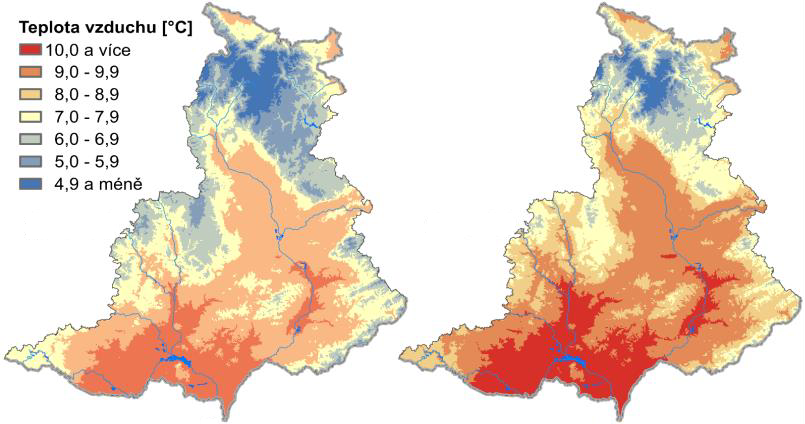 Teplota vzduchu [°C]
10,0 a více
9,0 - 9,9
8,0 - 8,9
7,0 - 7,9
6,0 - 6,9
5,0 - 5,9
4,9 a méně